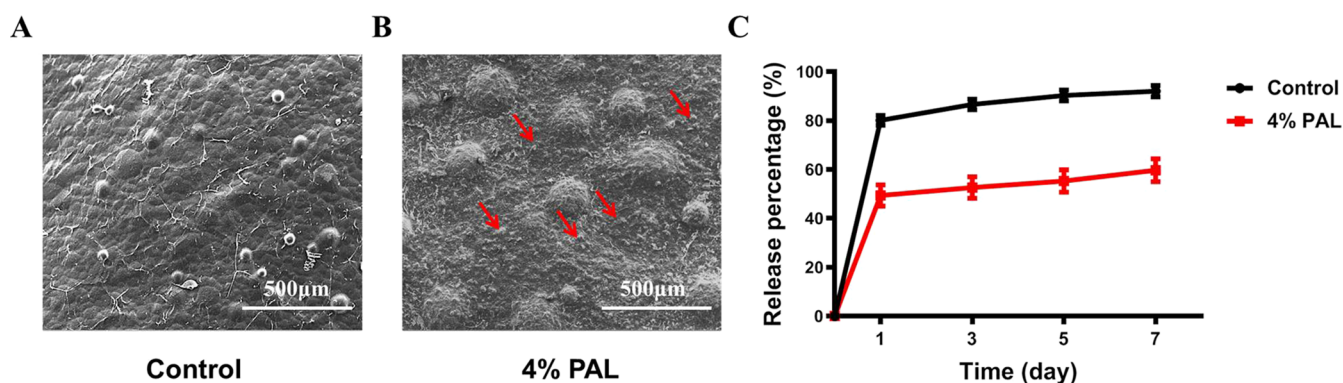 A
B
C
500μm
500μm
Control
4% PAL
Release percentage (%)
100
80
60
40
20
0
1
3
5
7
Time (day)
Control
4% PAL